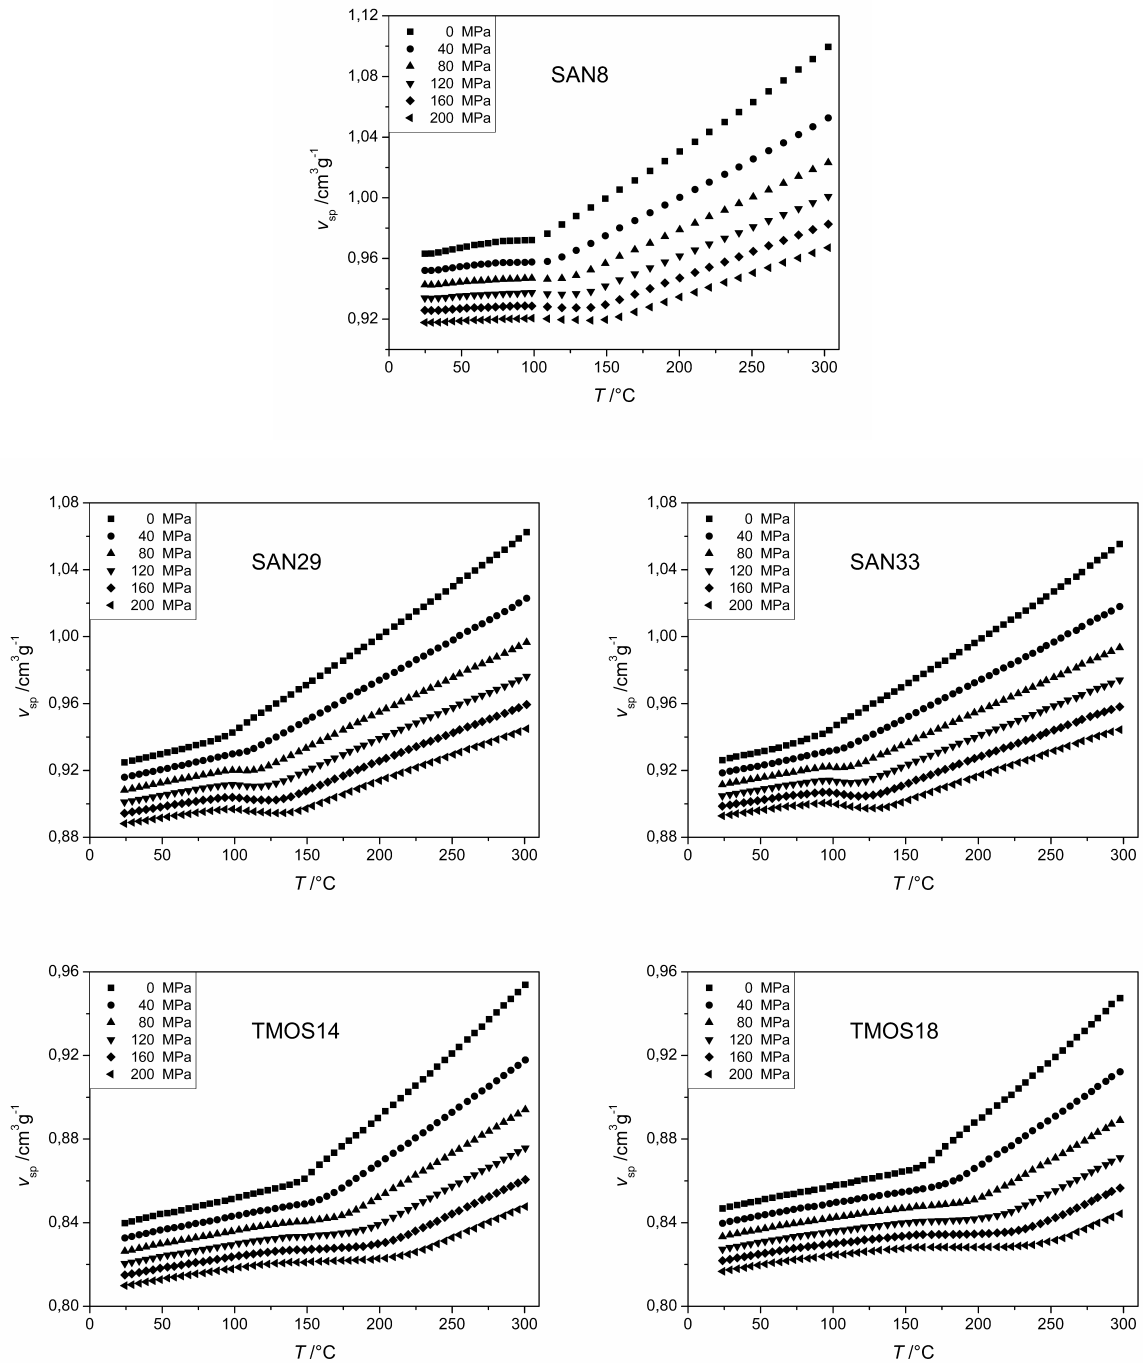 1,12
0 MPa
40 MPa
80 MPa
120 MPa
160 MPa
200 MPa
SAN8
1,08
1,04
1,00
0,96
0,92
v_sp /cm³g⁻¹
0 50 100 150 200 250 300
T /°C
1,08
0 MPa
40 MPa
80 MPa
120 MPa
160 MPa
200 MPa
SAN29
1,04
1,00
0,96
0,92
0,88
v_sp /cm³g⁻¹
0 50 100 150 200 250 300
T /°C
1,08
0 MPa
40 MPa
80 MPa
120 MPa
160 MPa
200 MPa
SAN33
1,04
1,00
0,96
0,92
0,88
v_sp /cm³g⁻¹
0 50 100 150 200 250 300
T /°C
0,96
0 MPa
40 MPa
80 MPa
120 MPa
160 MPa
200 MPa
TMOS14
0,92
0,88
0,84
0,80
v_sp /cm³g⁻¹
0 50 100 150 200 250 300
T /°C
0,96
0 MPa
40 MPa
80 MPa
120 MPa
160 MPa
200 MPa
TMOS18
0,92
0,88
0,84
0,80
v_sp /cm³g⁻¹
0 50 100 150 200 250 300
T /°C